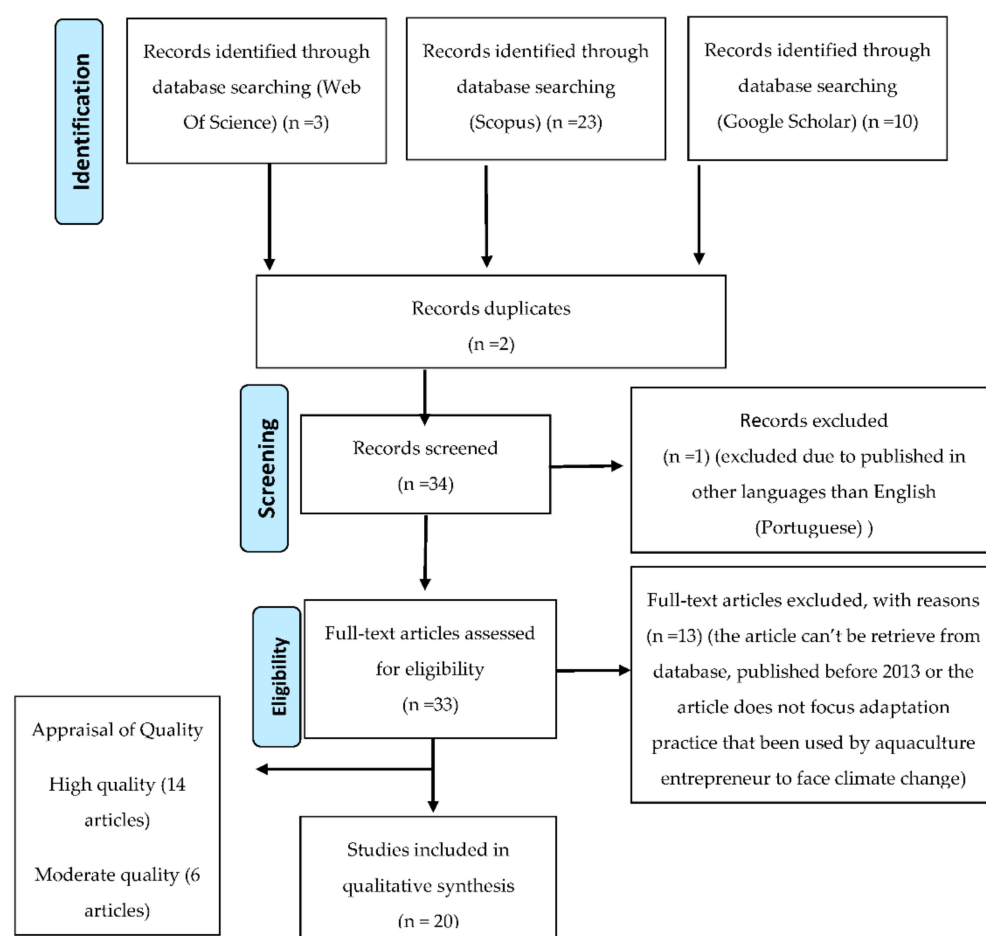 Identification
Records identified through
database searching (Web
Of Science) (n =3)
Records identified through
database searching
(Scopus) (n =23)
Records identified through
database searching
(Google Scholar) (n =10)
Records duplicates
(n =2)
Screening
Records screened
(n =34)
Records excluded
(n =1) (excluded due to published in
other languages than English
(Portuguese) )
Eligibility
Full-text articles assessed
for eligibility
(n =33)
Full-text articles excluded, with reasons
(n =13) (the article can't be retrieve from
database, published before 2013 or the
article does not focus adaptation
practice that been used by aquaculture
entrepreneur to face climate change)
Appraisal of Quality
High quality (14
articles)
Moderate quality (6
articles)
Studies included in
qualitative synthesis
(n = 20)